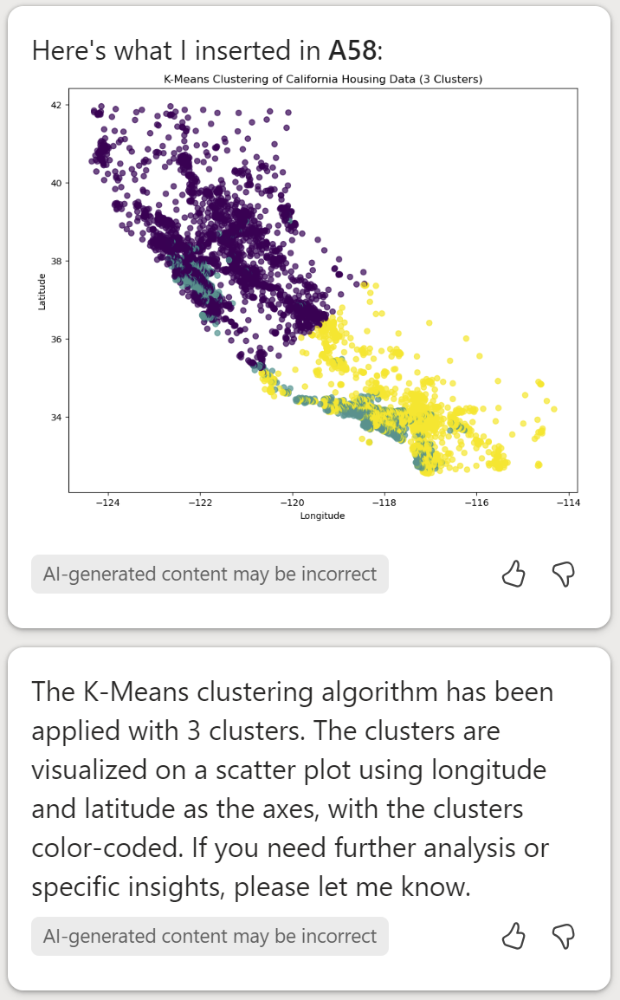 Here's what I inserted in A58:
K-Means Clustering of California Housing Data (3 Clusters)
42
40
38
36
34
Latitude
−124
−122
−120
−118
−116
−114
Longitude
AI-generated content may be incorrect
The K-Means clustering algorithm has been
applied with 3 clusters. The clusters are
visualized on a scatter plot using longitude
and latitude as the axes, with the clusters
color-coded. If you need further analysis or
specific insights, please let me know.
AI-generated content may be incorrect